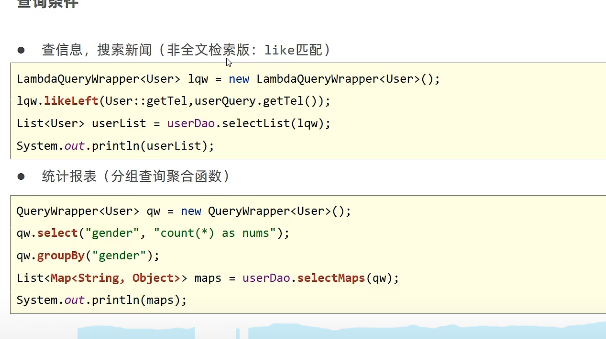 查询条件
● 查信息，搜索新闻（非全文检索版：like匹配）
LambdaQueryWrapper<User> lqw = new LambdaQueryWrapper<User>();
lqw.likeLeft(User::getTel,userQuery.getTel());
List<User> userList = userDao.selectList(lqw);
System.out.println(userList);
● 统计报表（分组查询聚合函数）
QueryWrapper<User> qw = new QueryWrapper<User>();
qw.select("gender", "count(*) as nums");
qw.groupBy("gender");
List<Map<String, Object>> maps = userDao.selectMaps(qw);
System.out.println(maps);